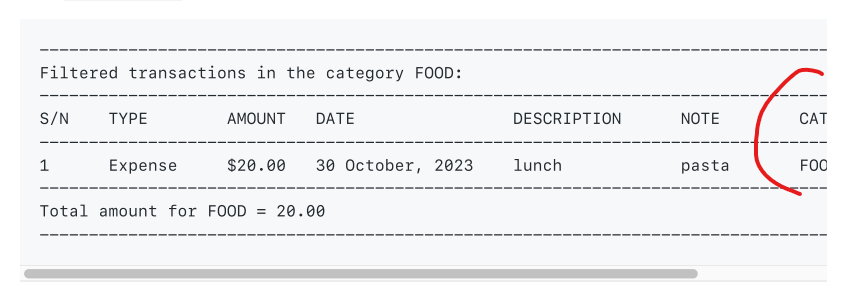 Filtered transactions in the category FOOD:
S/N TYPE AMOUNT DATE DESCRIPTION NOTE CAT
1 Expense $20.00 30 October, 2023 lunch pasta FOO
Total amount for FOOD = 20.00